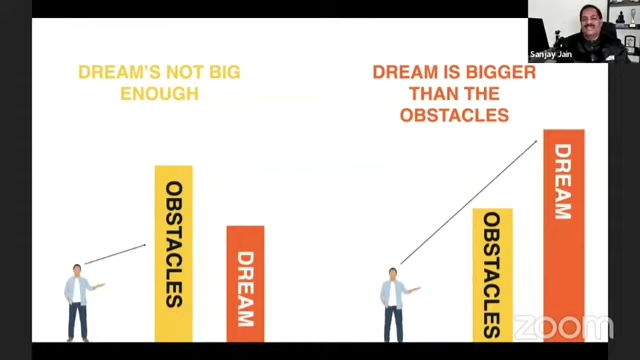 Sanjay Jain
DREAM'S NOT BIG
ENOUGH
DREAM IS BIGGER
THAN THE
OBSTACLES
OBSTACLES
DREAM
OBSTACLES
DREAM
zoom